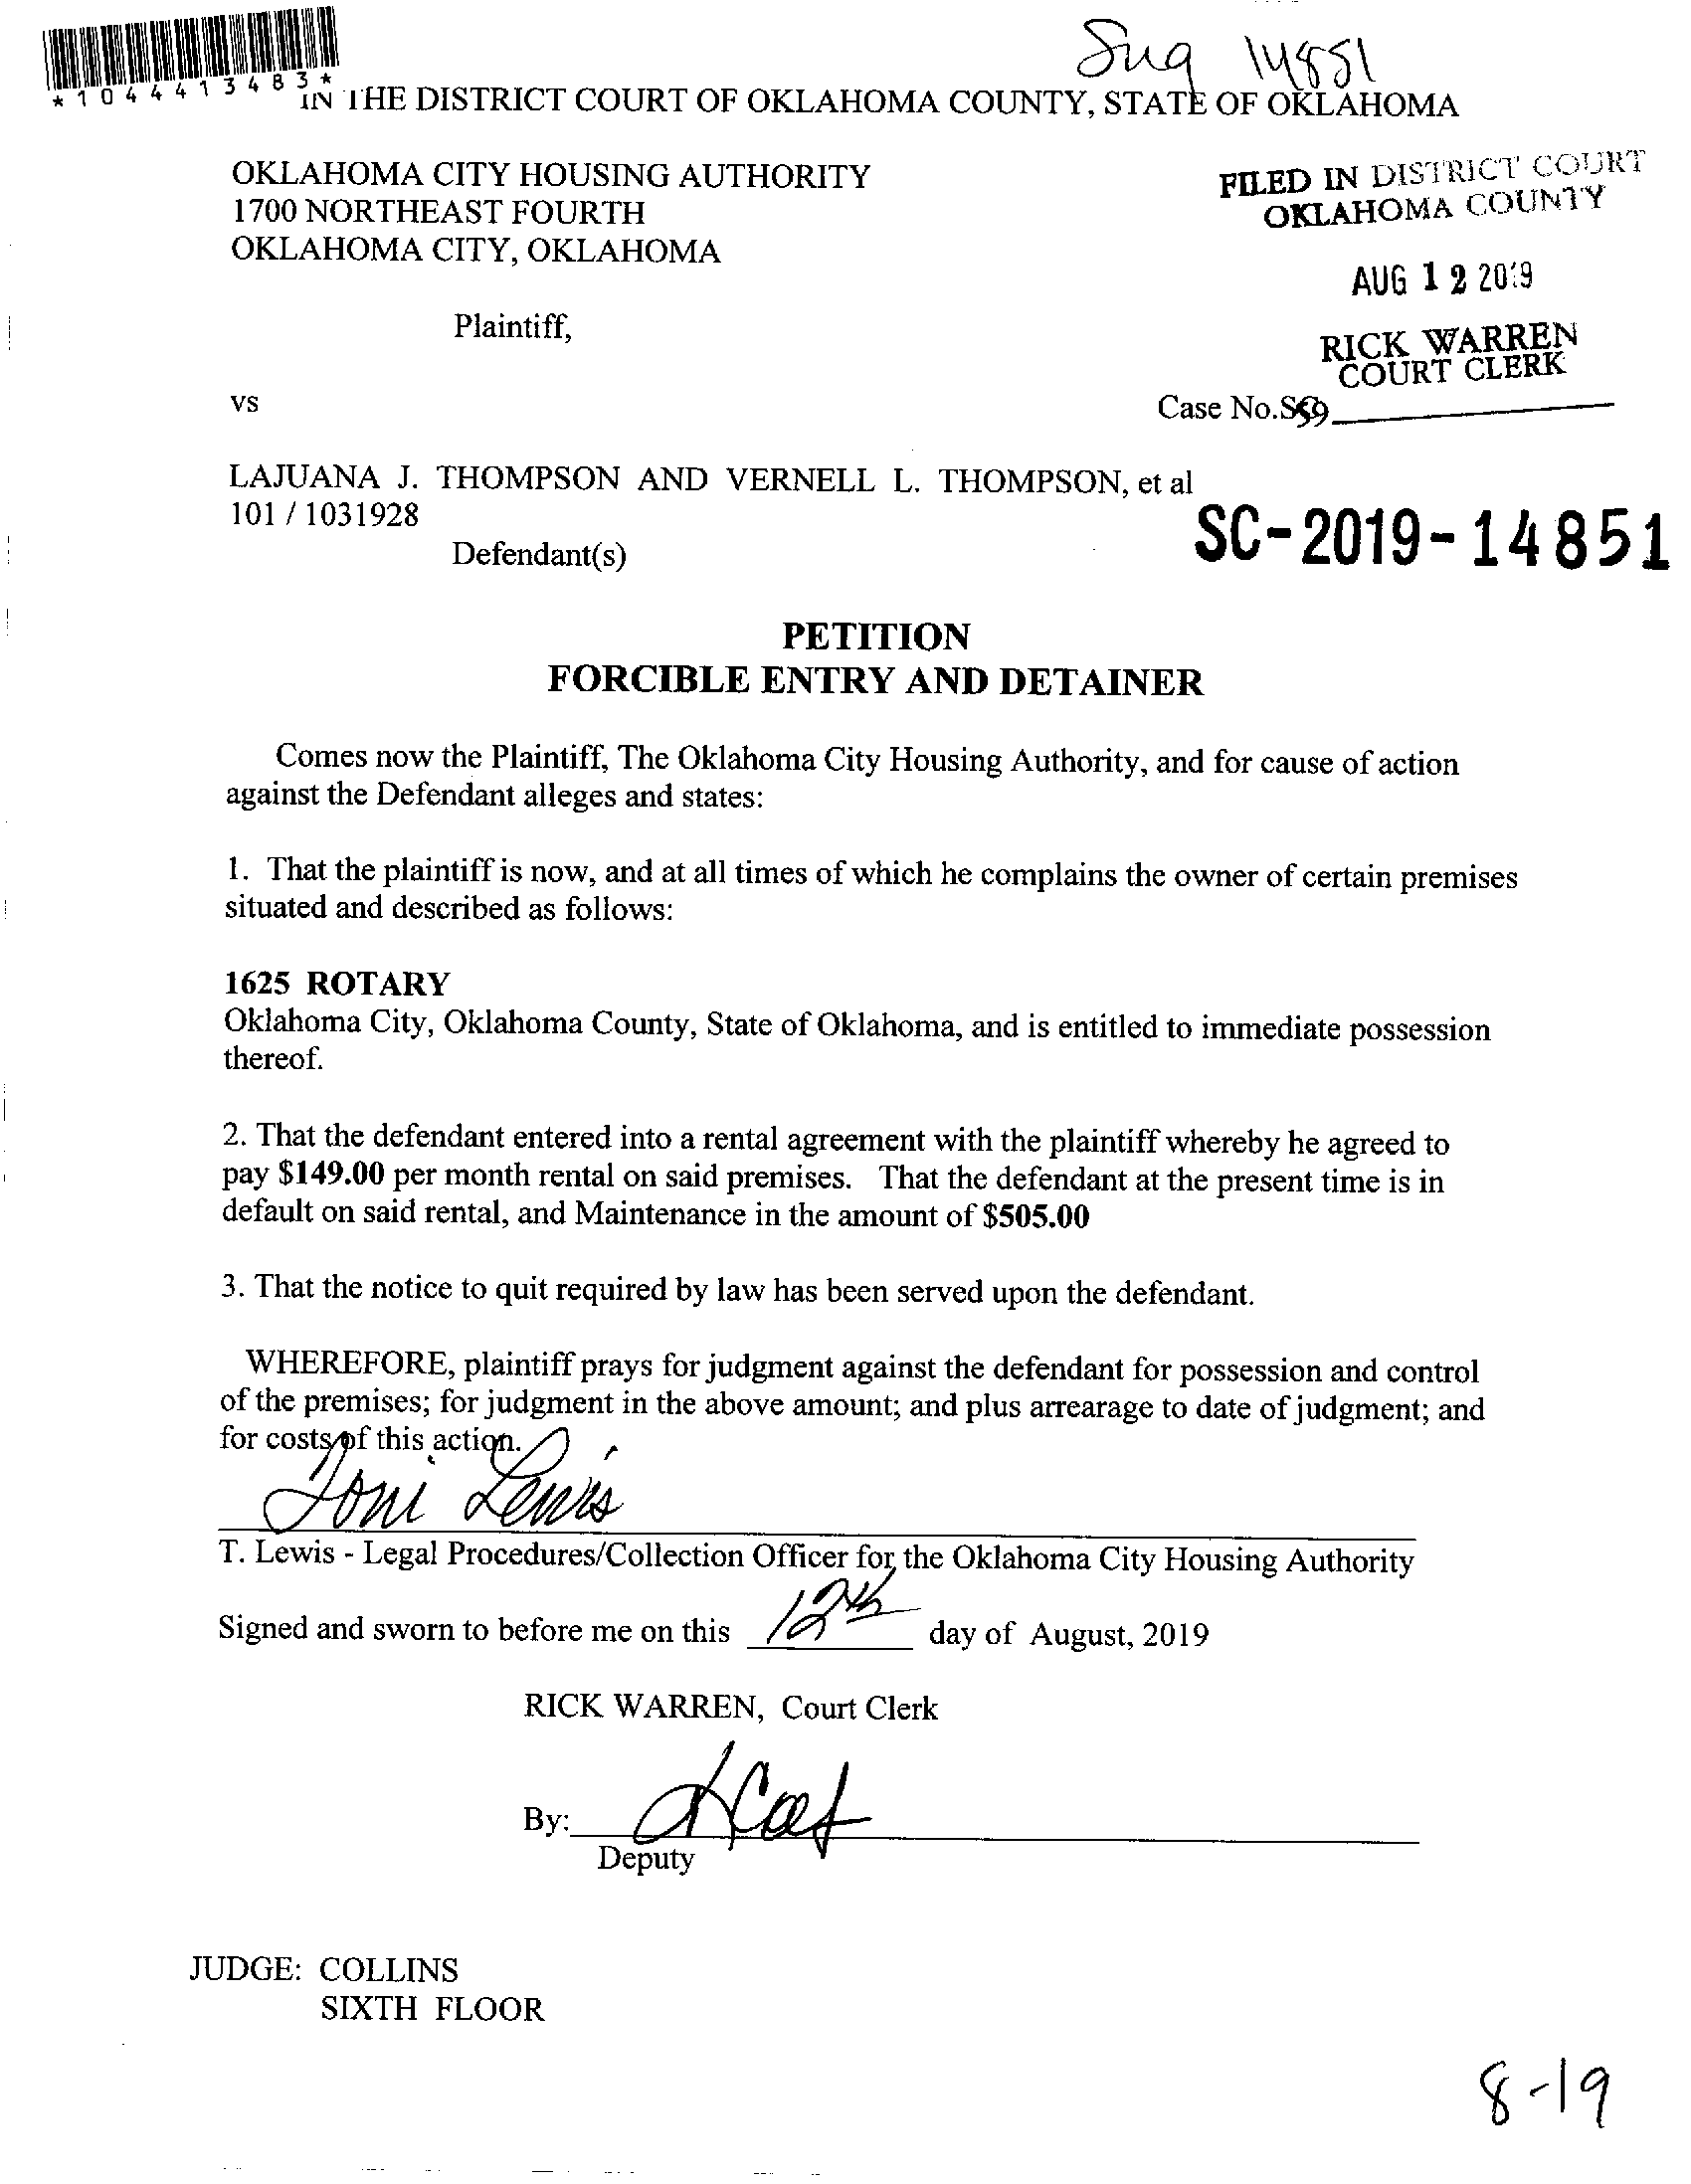 Sug 14851
*1044413483*
IN THE DISTRICT COURT OF OKLAHOMA COUNTY, STATE OF OKLAHOMA
OKLAHOMA CITY HOUSING AUTHORITY
1700 NORTHEAST FOURTH
OKLAHOMA CITY, OKLAHOMA
FILED IN DISTRICT COURT
OKLAHOMA COUNTY
AUG 12 2019
Plaintiff,
RICK WARREN
COURT CLERK
vs
Case No.
LAJUANA J. THOMPSON AND VERNELL L. THOMPSON, et al
101 / 1031928
SC-2019-14851
Defendant(s)
PETITION
FORCIBLE ENTRY AND DETAINER
Comes now the Plaintiff, The Oklahoma City Housing Authority, and for cause of action
against the Defendant alleges and states:
1. That the plaintiff is now, and at all times of which he complains the owner of certain premises
situated and described as follows:
1625 ROTARY
Oklahoma City, Oklahoma County, State of Oklahoma, and is entitled to immediate possession
thereof.
2. That the defendant entered into a rental agreement with the plaintiff whereby he agreed to
pay $149.00 per month rental on said premises. That the defendant at the present time is in
default on said rental, and Maintenance in the amount of $505.00
3. That the notice to quit required by law has been served upon the defendant.
WHEREFORE, plaintiff prays for judgment against the defendant for possession and control
of the premises; for judgment in the above amount; and plus arrearage to date of judgment; and
for costs of this action.
Toni Lewis
T. Lewis - Legal Procedures/Collection Officer for the Oklahoma City Housing Authority
Signed and sworn to before me on this 12th day of August, 2019
RICK WARREN, Court Clerk
By:
Deputy
JUDGE: COLLINS
SIXTH FLOOR
8-19